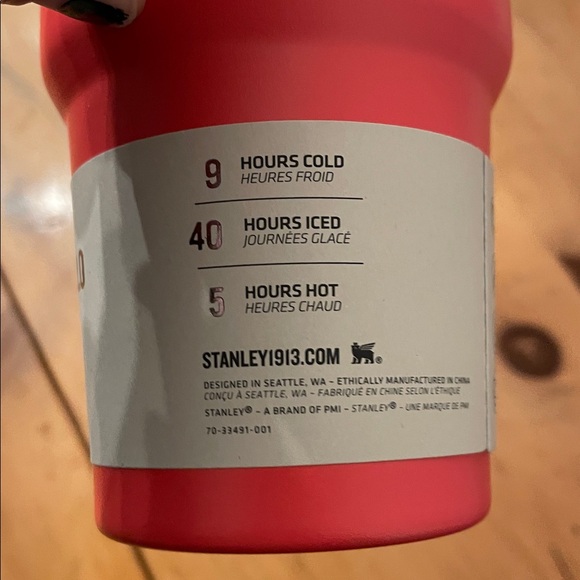 9 HOURS COLD
HEURES FROID
40 HOURS ICED
JOURNÉES GLACÉ
5 HOURS HOT
HEURES CHAUD
STANLEY1913.COM ®
DESIGNED IN SEATTLE, WA – ETHICALLY MANUFACTURED IN CHINA
CONÇU À SEATTLE, WA – FABRIQUÉ EN CHINE SELON L'ÉTHIQUE
STANLEY® – A BRAND OF PMI – STANLEY® – UNE MARQUE DE PMI
70-33491-001